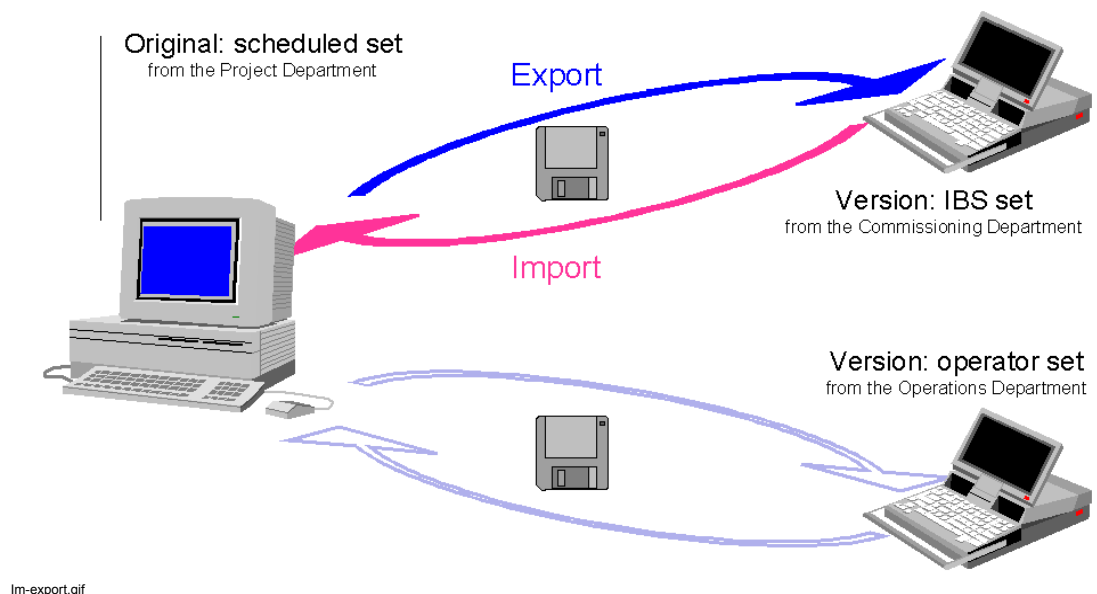 Original: scheduled set
from the Project Department
Export
Import
Version: IBS set
from the Commissioning Department
Version: operator set
from the Operations Department
Im-export.gif